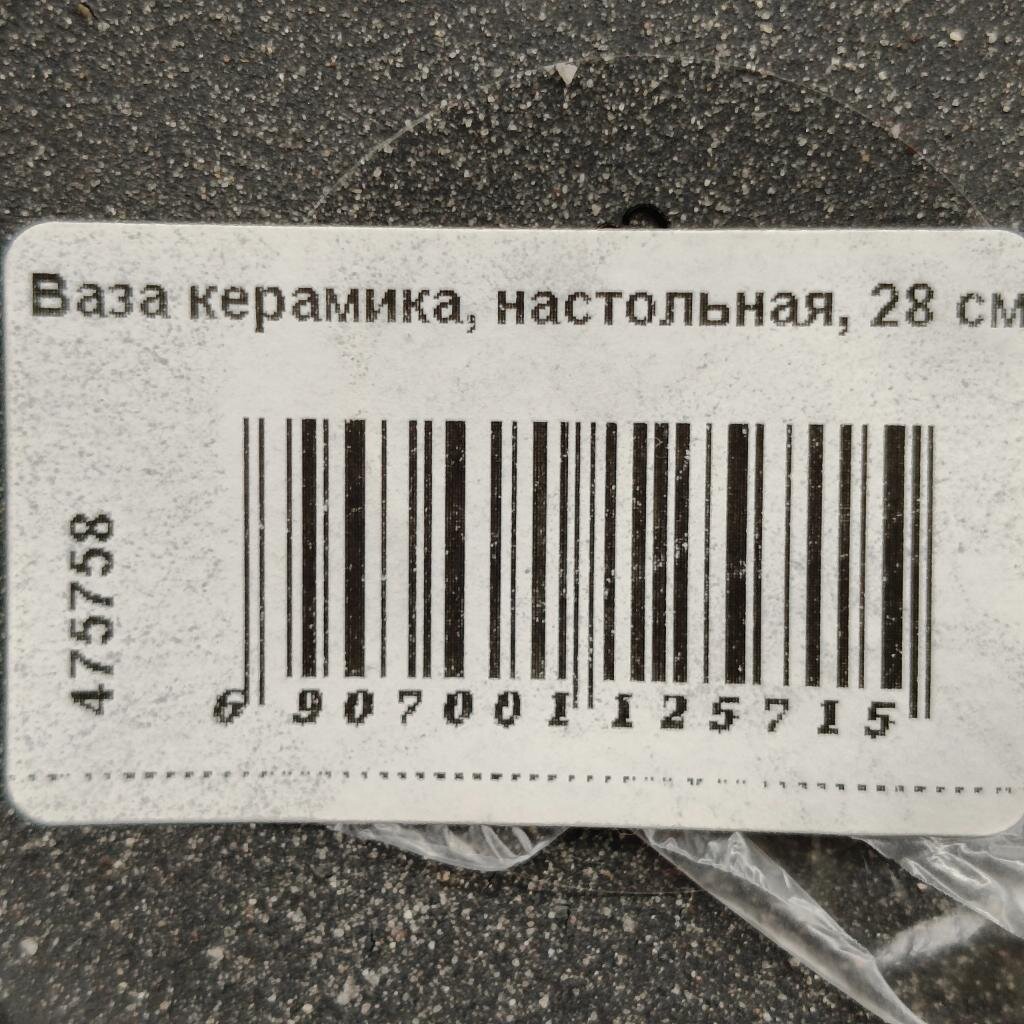 Ваза керамика, настольная, 28 см
475758
6 907001 125715